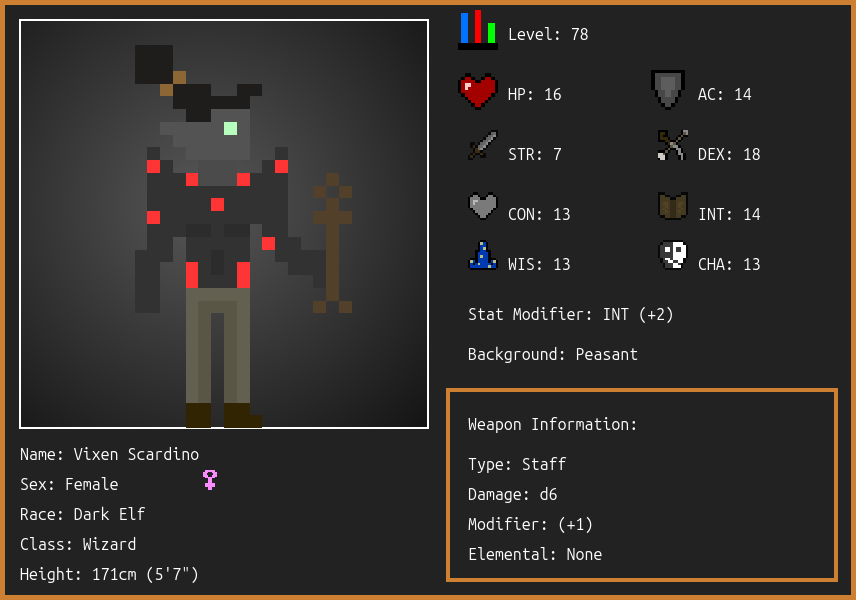 Level: 78
HP: 16
AC: 14
STR: 7
DEX: 18
CON: 13
INT: 14
WIS: 13
CHA: 13
Stat Modifier: INT (+2)
Background: Peasant
Weapon Information:
Type: Staff
Damage: d6
Modifier: (+1)
Elemental: None
Name: Vixen Scardino
Sex: Female
Race: Dark Elf
Class: Wizard
Height: 171cm (5'7")